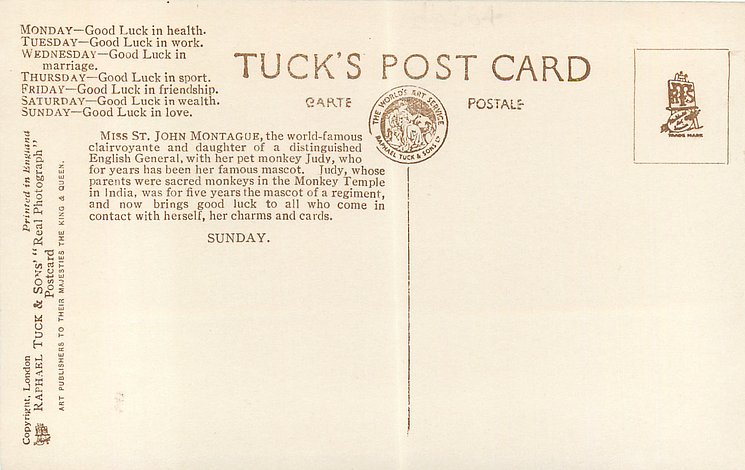 MONDAY—Good Luck in health.
TUESDAY—Good Luck in work.
WEDNESDAY—Good Luck in
marriage.
THURSDAY—Good Luck in sport.
FRIDAY—Good Luck in friendship.
SATURDAY—Good Luck in wealth.
SUNDAY—Good Luck in love.
TUCK'S POST CARD
CARTE POSTALE
THE WORLD'S ART SERVICE
RAPHAEL TUCK & SONS LD
TRADE MARK
MISS ST. JOHN MONTAGUE, the world-famous
clairvoyante and daughter of a distinguished
English General, with her pet monkey Judy, who
for years has been her famous mascot. Judy, whose
parents were sacred monkeys in the Monkey Temple
in India, was for five years the mascot of a regiment,
and now brings good luck to all who come in
contact with herself, her charms and cards.
SUNDAY.
Copyright, London Printed in England
RAPHAEL TUCK & SONS' "Real Photograph"
Postcard
ART PUBLISHERS TO THEIR MAJESTIES THE KING & QUEEN.